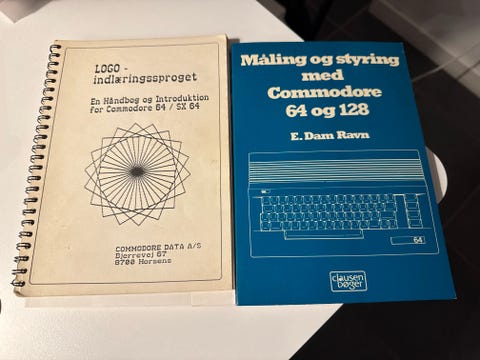 LOGO -
indlæringssproget
En Håndbog og Introduktion
for Commodore 64 / SX 64
COMMODORE DATA A/S
Bjerrevej 67
8700 Horsens
Måling og styring
med
Commodore
64 og 128
E. Dam Ravn
64
clausen
bøger